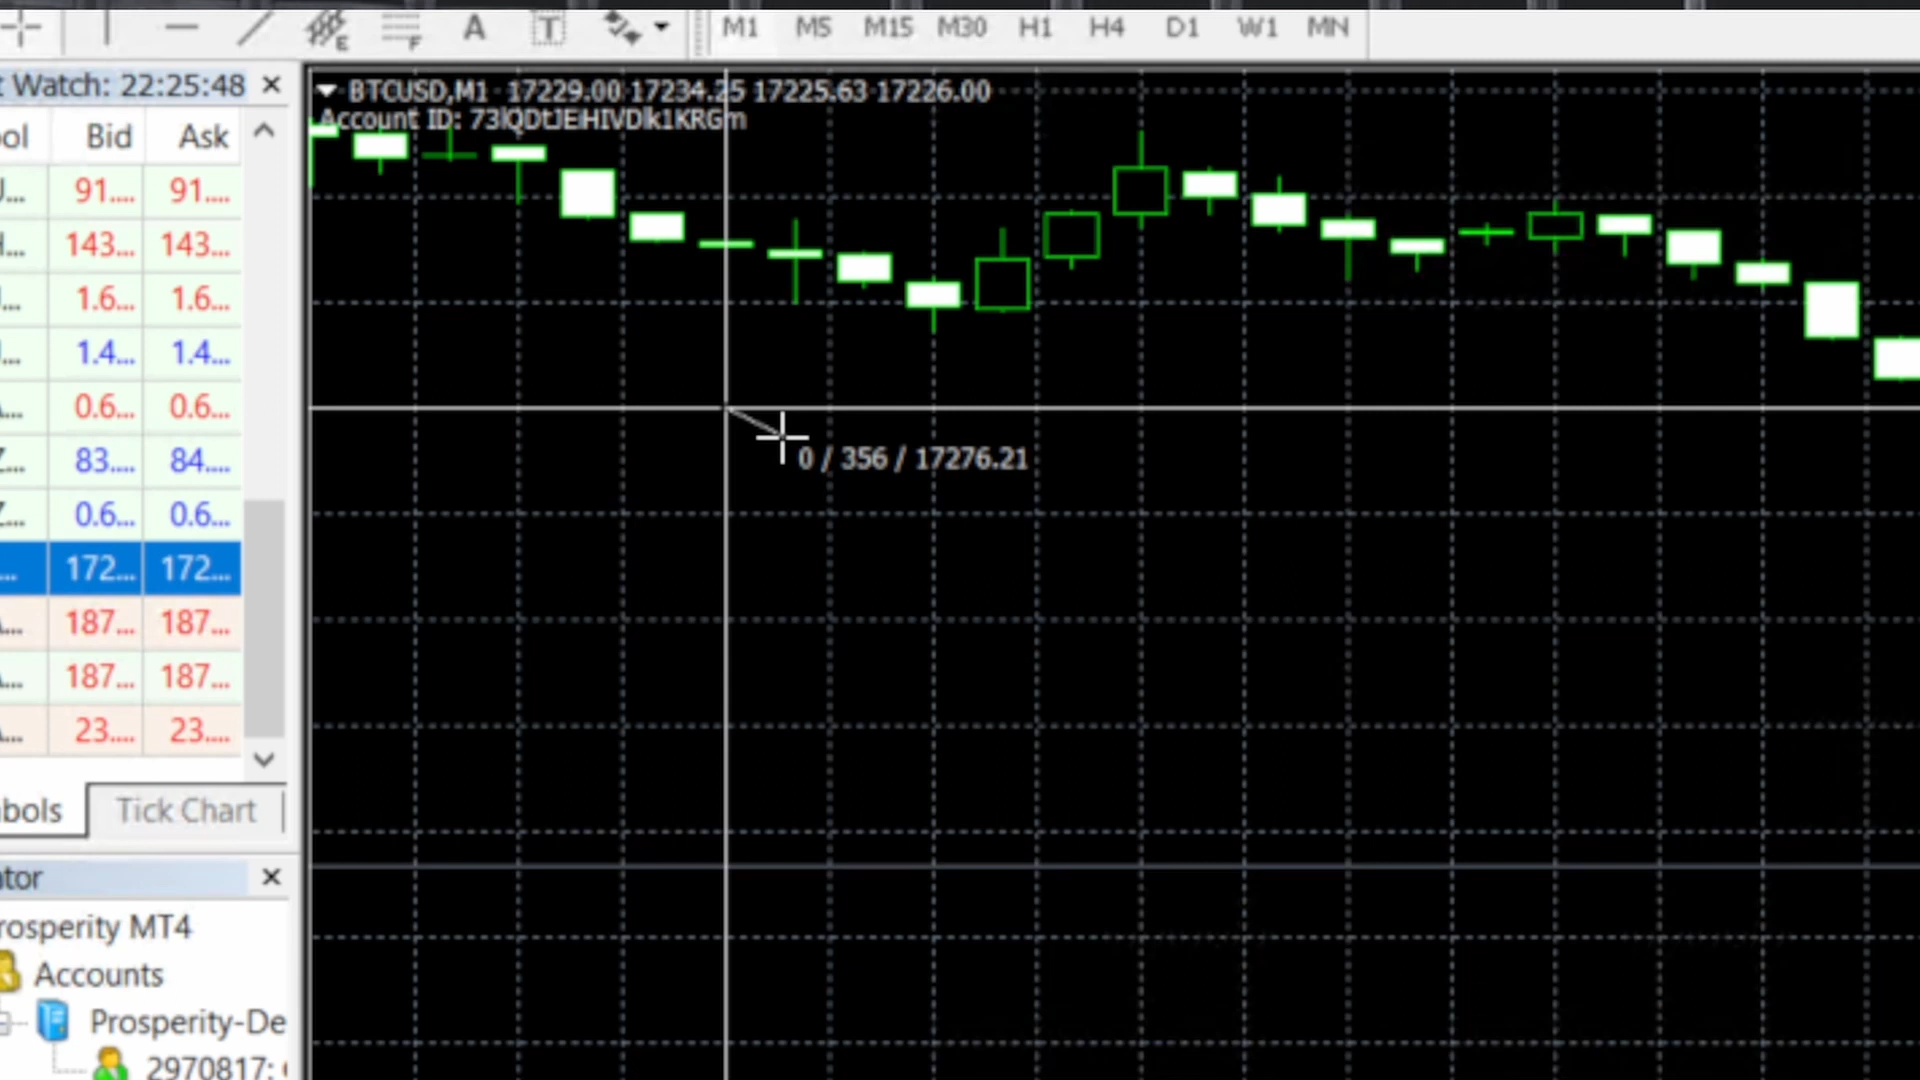 E F A T M1 M5 M15 M30 H1 H4 D1 W1 MN
t Watch: 22:25:48
ol Bid Ask
... 91.... 91....
... 143... 143...
... 1.6... 1.6...
... 1.4... 1.4...
... 0.6... 0.6...
Z... 83.... 84....
Z... 0.6... 0.6...
... 172... 172...
... 187... 187...
... 187... 187...
... 23.... 23....
bols Tick Chart
ator
rosperity MT4
Accounts
Prosperity-De
2970817:
BTCUSD,M1 17229.00 17234.25 17225.63 17226.00
Account ID:
0 / 356 / 17276.21